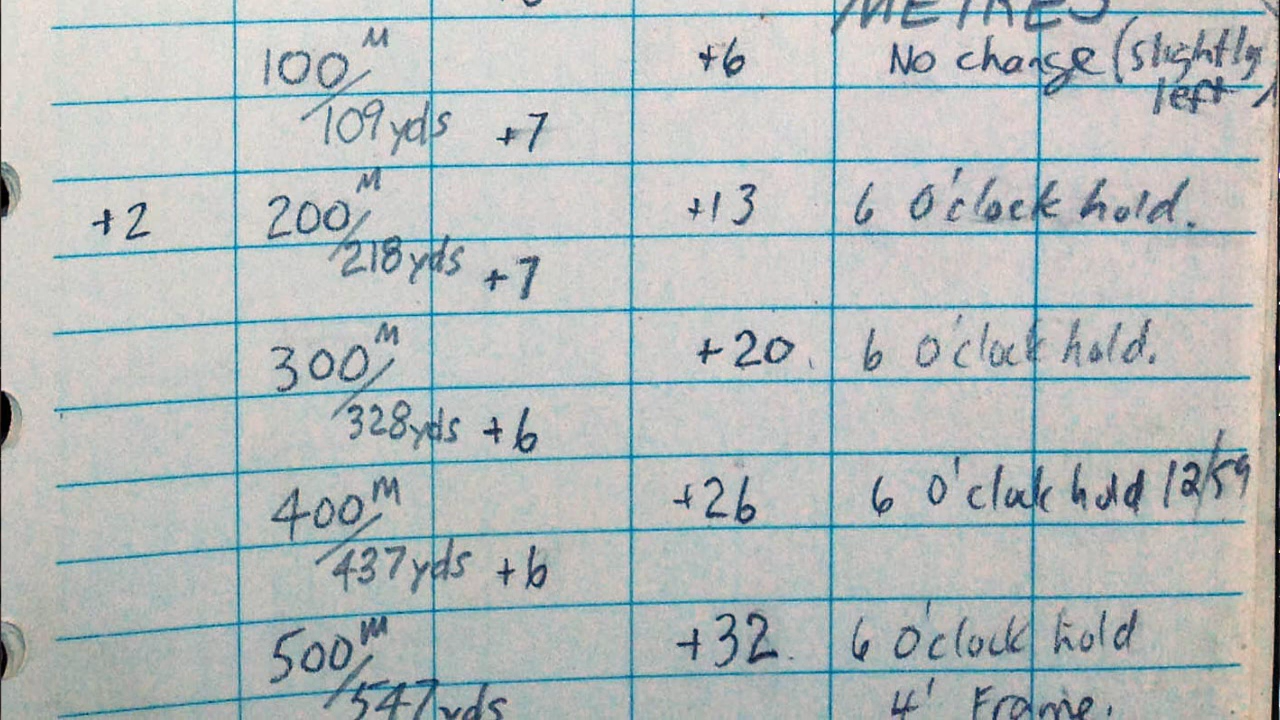 METRES
100ᴹ +6 No change (slightly
left)
109yds +7
+2 200ᴹ +13 6 O'clock hold.
218yds +7
300ᴹ +20. 6 O'clock hold.
328yds +6
400ᴹ +26 6 O'clock hold 12/59
437yds +6
500ᴹ +32. 6 O'clock hold
547yds 4' Frame.